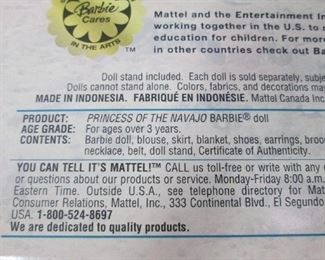 Barbie
Cares
IN THE ARTS
TM
Mattel and the Entertainment In
working together in the U.S. to s
education for children. For more
in other countries check out Ba
Doll stand included. Each doll is sold separately, subje
Dolls cannot stand alone. Colors, fabrics, and decorations may
MADE IN INDONESIA. FABRIQUÉ EN INDONÉSIE. Mattel Canada Inc.
PRODUCT: PRINCESS OF THE NAVAJO BARBIE® doll
AGE GRADE: For ages over 3 years.
CONTENTS: Barbie doll, blouse, skirt, blanket, shoes, earrings, brooc
necklace, belt, doll stand, Certificate of Authenticity.
YOU CAN TELL IT'S MATTEL!™ CALL us toll-free or write with any
or questions about our products or service. Monday-Friday 8:00 a.m.
Eastern Time. Outside U.S.A., see telephone directory for Matt
Consumer Relations, Mattel, Inc., 333 Continental Blvd., El Segundo
USA. 1-800-524-8697
We are dedicated to quality products.